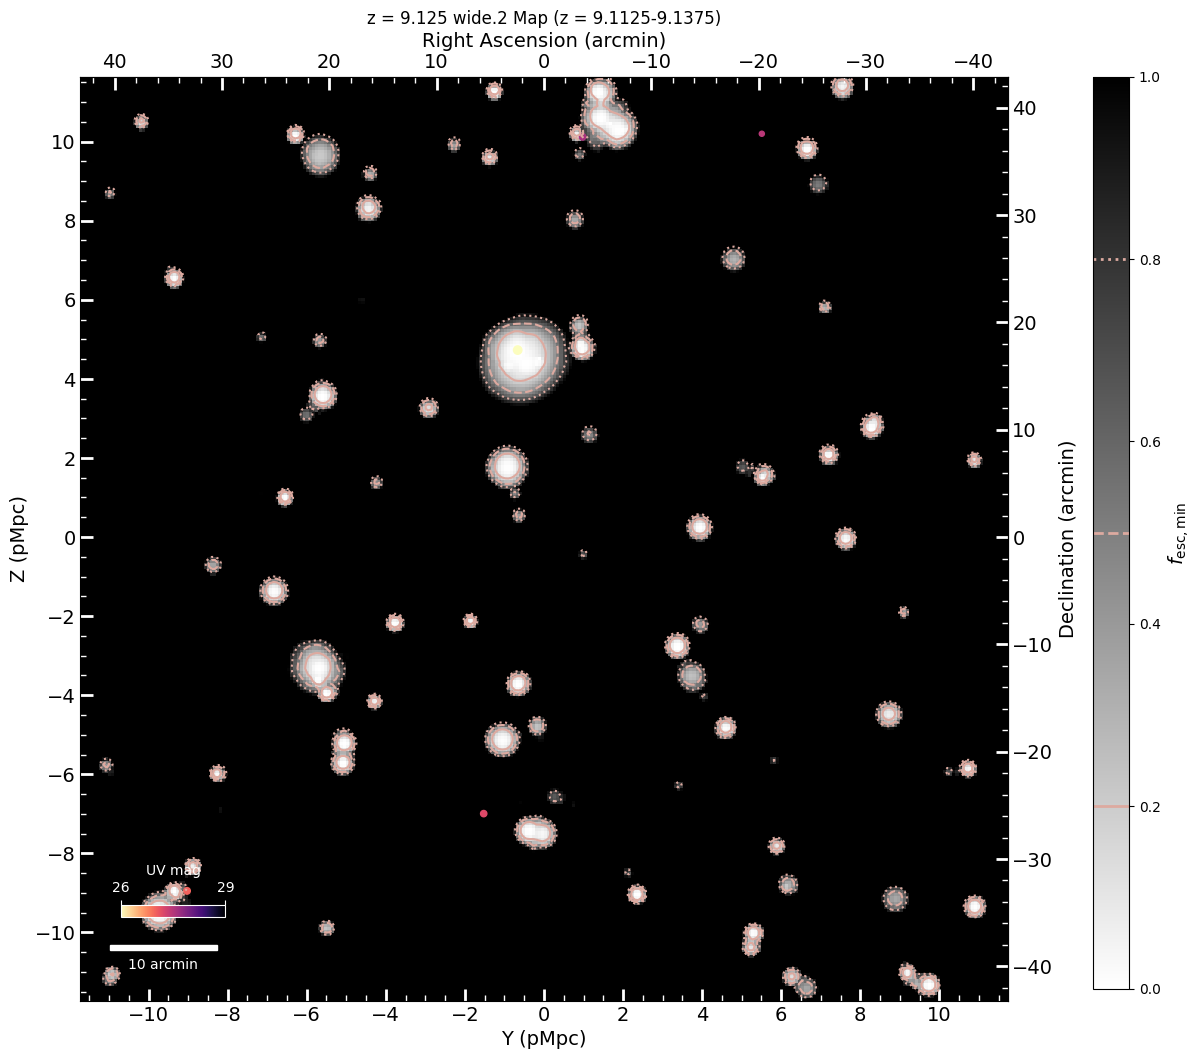 z = 9.125 wide.2 Map (z = 9.1125-9.1375)
Right Ascension (arcmin)
40 30 20 10 0 −10 −20 −30 −40
10
8
6
4
2
0
−2
−4
−6
−8
−10
Z (pMpc)
40
30
20
10
0
−10
−20
−30
−40
Declination (arcmin)
1.0
0.8
0.6
0.4
0.2
0.0
fesc, min
UV mag
26 29
10 arcmin
−10 −8 −6 −4 −2 0 2 4 6 8 10
Y (pMpc)